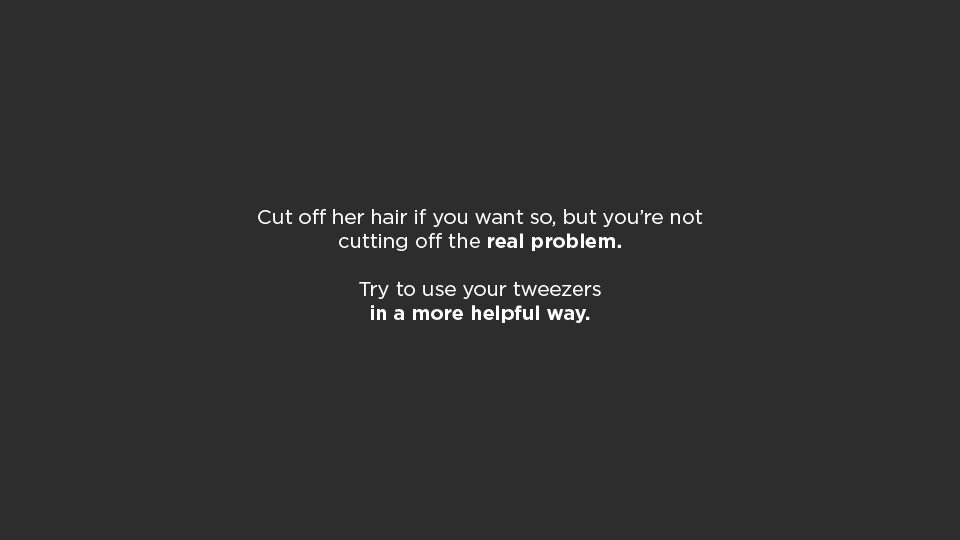 Cut off her hair if you want so, but you’re not
cutting off the real problem.
Try to use your tweezers
in a more helpful way.